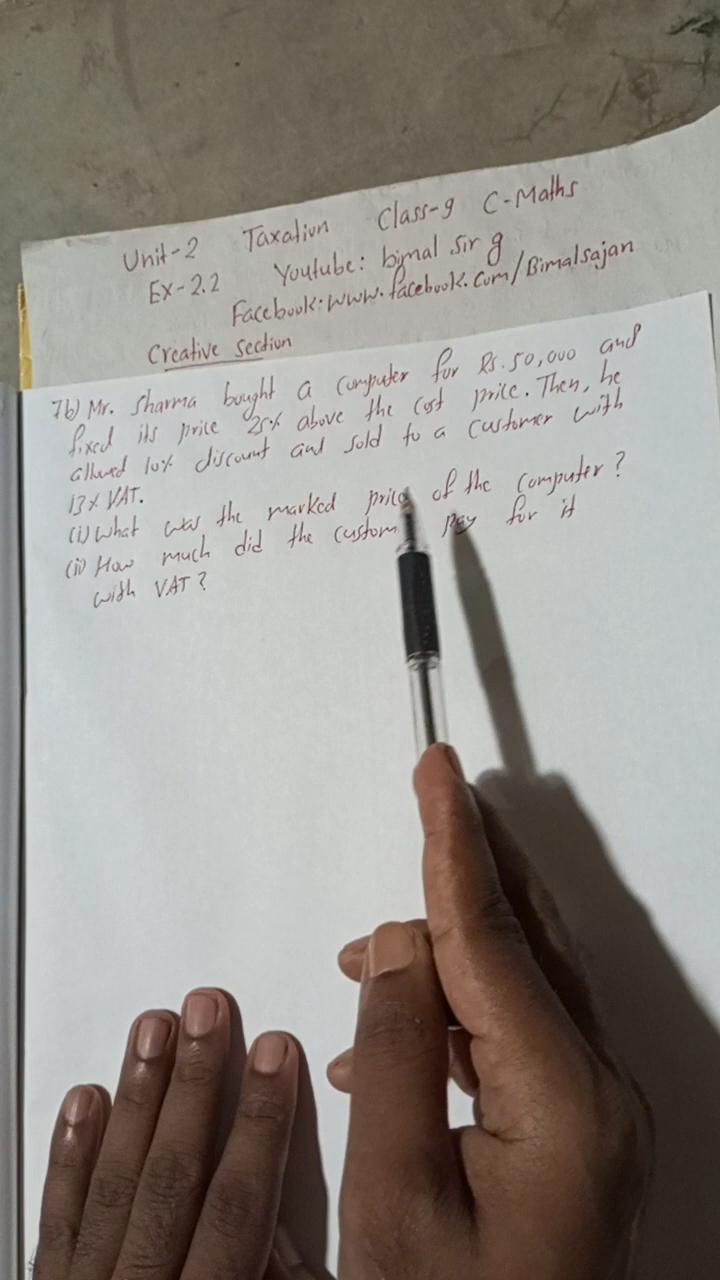 Unit-2 Taxation Class-9 C-Maths
Ex-2.2 Youtube: bimal sir g
Facebook: www.facebook.com/Bimalsajan
Creative section
7b) Mr. Sharma bought a computer for Rs. 50,000 and
fixed its price 25% above the cost price. Then, he
allowed 10% discount and sold to a customer with
13% VAT.
(i) What was the marked price of the computer?
(ii) How much did the custom pay for it
with VAT?